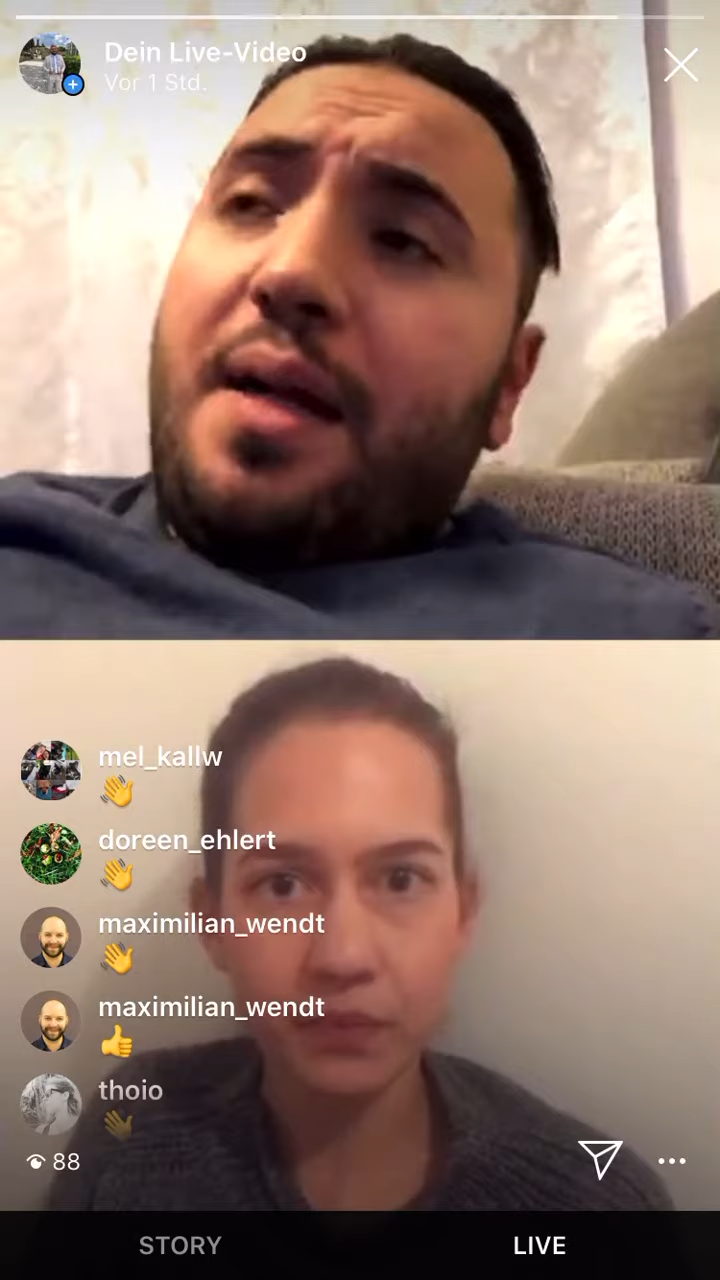 Dein Live-Video
Vor 1 Std.
mel_kallw
👋
doreen_ehlert
👋
maximilian_wendt
👋
maximilian_wendt
👍
thoio
👋
88
STORY
LIVE